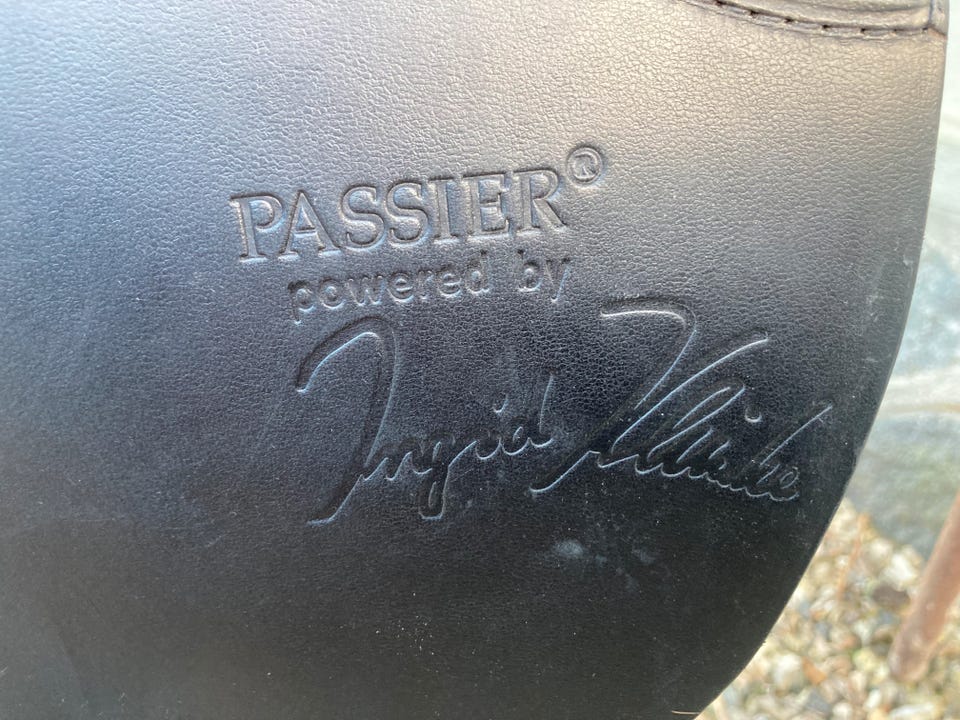 PASSIER®
powered by
Ingrid Klimke